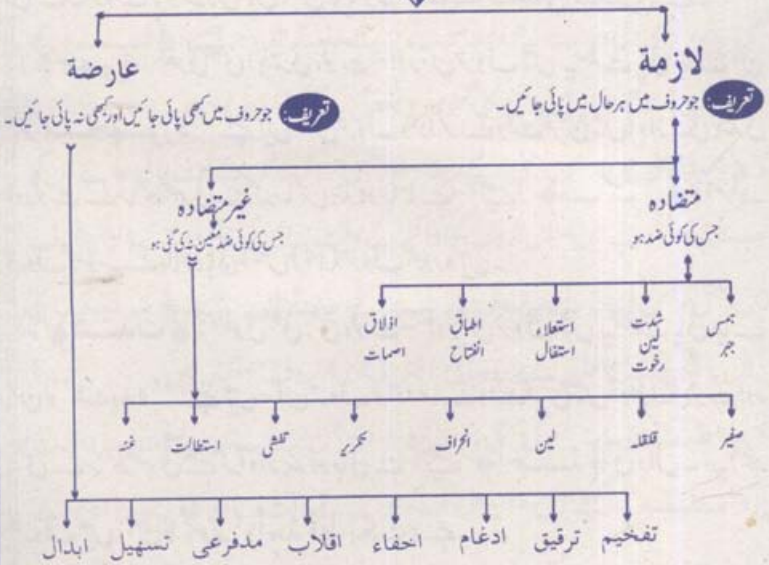 لازمة
عارضة
تعریف: جو حروف میں ہر حال میں پائی جائیں۔
تعریف: جو حروف میں کبھی پائی جائیں اور کبھی نہ پائی جائیں۔
متضادہ
غیر متضادہ
جس کی کوئی ضد ہو
جس کی کوئی ضد معین نہ کی گئی ہو
ہمس شدت استعلاء اطباق اذلاق
جہر لین استفال انفتاح اصمات
رخوت
صفیر قلقلہ لین انحراف تکریر تفشی استطالت غنہ
تفخیم ترقیق ادغام اخفاء اقلاب مدفرعی تسهیل ابدال